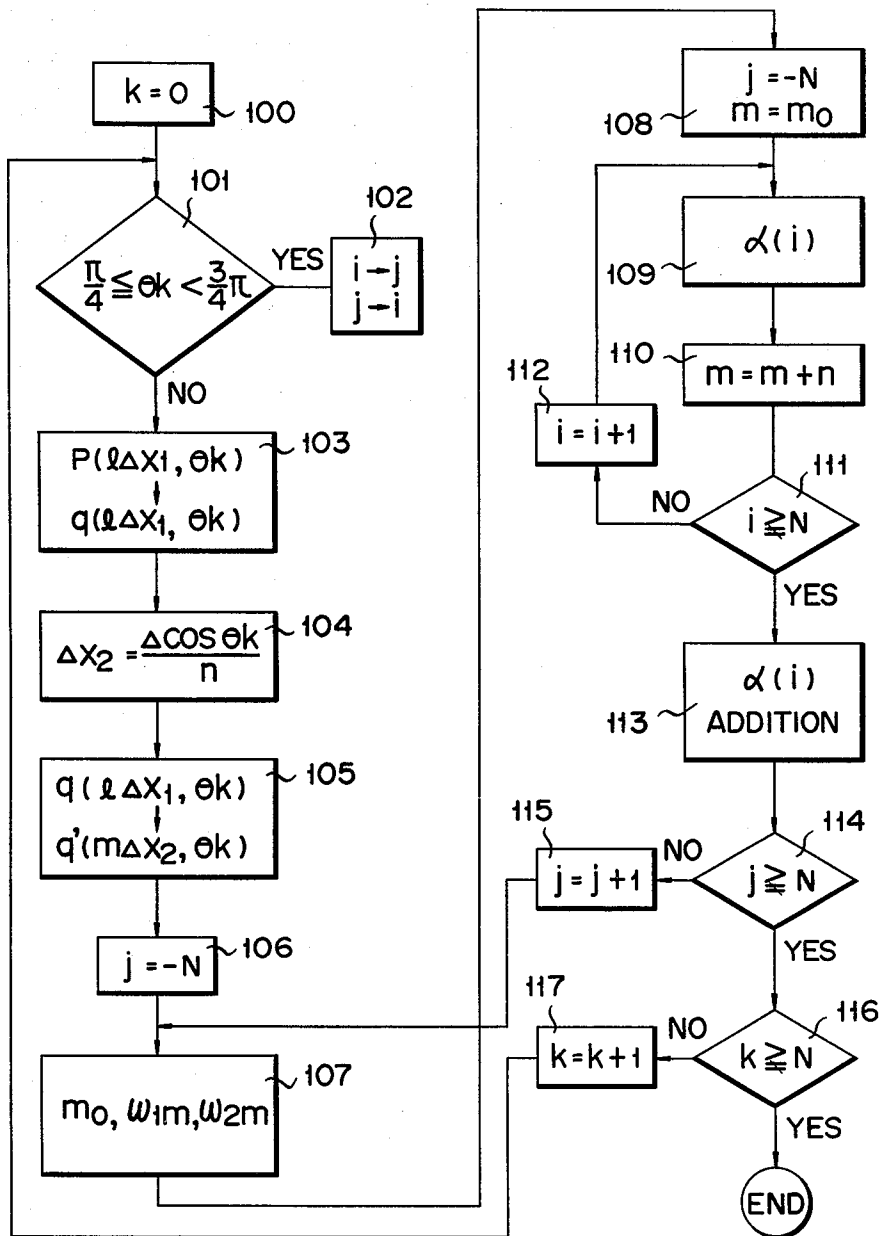 k = 0
100
101
π/4 ≦ θk < 3/4 π
YES
NO
102
i → j
j → i
P(ℓΔX1, θk)
↓
q(ℓΔX1, θk)
103
ΔX2 = ΔCOS θk / n
104
q(ℓΔX1, θk)
↓
q'(mΔX2, θk)
105
j = -N
106
m0, ω1m, ω2m
107
j = -N
m = m0
108
α(i)
109
110
m = m + n
112
i = i+1
111
NO
i ≧ N
YES
α(i)
ADDITION
113
115
j = j+1
NO
114
j ≧ N
YES
117
k = k+1
NO
116
k ≧ N
YES
END